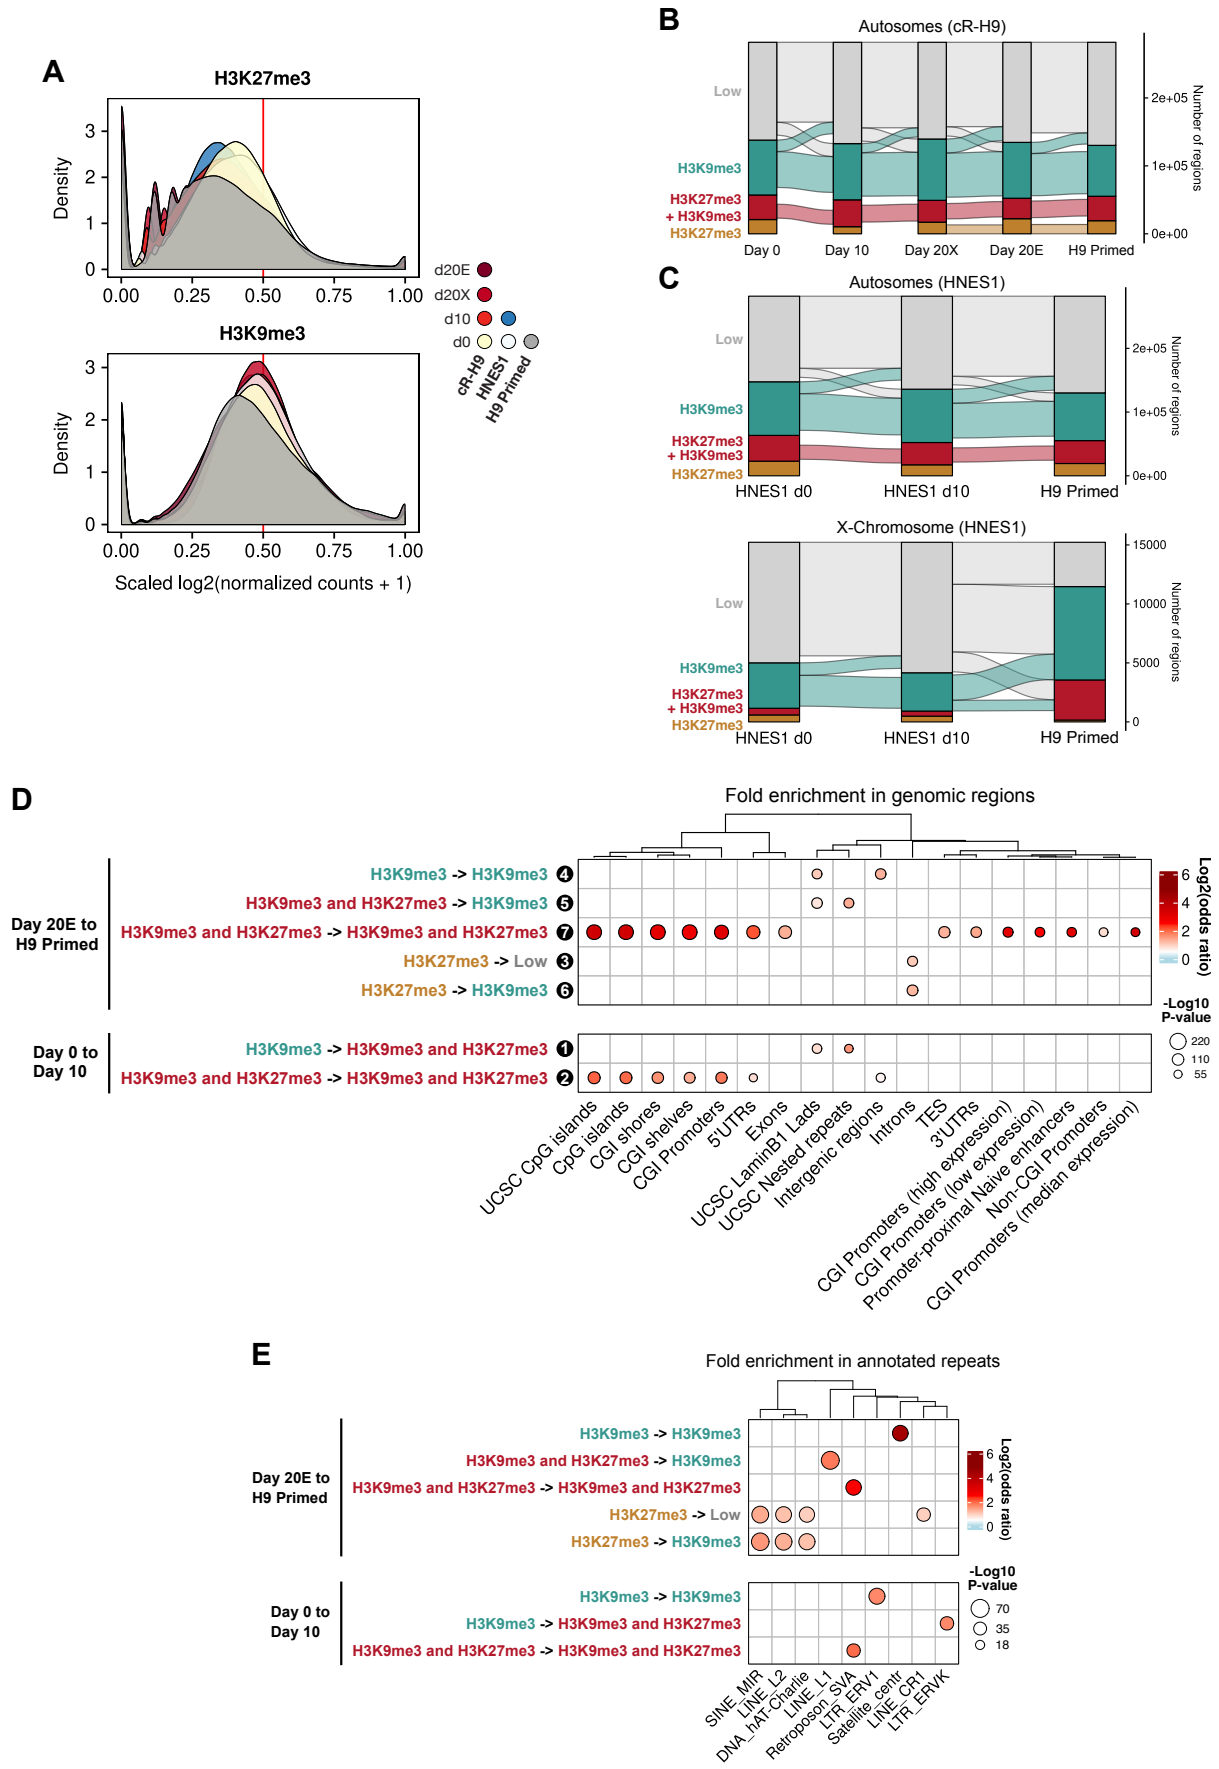 A
H3K27me3
Density
3
2
1
0
0.00 0.25 0.50 0.75 1.00
H3K9me3
Density
3
2
1
0
0.00 0.25 0.50 0.75 1.00
Scaled log2(normalized counts + 1)
d20E
d20X
d10
d0
cR-H9
HNES1
H9 Primed
B
Autosomes (cR-H9)
Low
H3K9me3
H3K27me3
+ H3K9me3
H3K27me3
Day 0 Day 10 Day 20X Day 20E H9 Primed
2e+05
1e+05
0e+00
Number of regions
C
Autosomes (HNES1)
Low
H3K9me3
H3K27me3
+ H3K9me3
H3K27me3
HNES1 d0 HNES1 d10 H9 Primed
2e+05
1e+05
0e+00
Number of regions
X-Chromosome (HNES1)
Low
H3K9me3
H3K27me3
+ H3K9me3
H3K27me3
HNES1 d0 HNES1 d10 H9 Primed
15000
10000
5000
0
Number of regions
D
Fold enrichment in genomic regions
Day 20E to
H9 Primed
H3K9me3 -> H3K9me3 4
H3K9me3 and H3K27me3 -> H3K9me3 5
H3K9me3 and H3K27me3 -> H3K9me3 and H3K27me3 7
H3K27me3 -> Low 3
H3K27me3 -> H3K9me3 6
Day 0 to
Day 10
H3K9me3 -> H3K9me3 and H3K27me3 1
H3K9me3 and H3K27me3 -> H3K9me3 and H3K27me3 2
UCSC CpG islands
CpG islands
CGI shores
CGI shelves
CGI Promoters
5'UTRs
Exons
UCSC LaminB1 Lads
UCSC Nested repeats
Intergenic regions
Introns
TES
3'UTRs
CGI Promoters (high expression)
CGI Promoters (low expression)
Promoter-proximal Naive enhancers
Non-CGI Promoters
CGI Promoters (median expression)
6
4
2
0
Log2(odds ratio)
-Log10
P-value
220
110
55
E
Fold enrichment in annotated repeats
Day 20E to
H9 Primed
H3K9me3 -> H3K9me3
H3K9me3 and H3K27me3 -> H3K9me3
H3K9me3 and H3K27me3 -> H3K9me3 and H3K27me3
H3K27me3 -> Low
H3K27me3 -> H3K9me3
Day 0 to
Day 10
H3K9me3 -> H3K9me3
H3K9me3 -> H3K9me3 and H3K27me3
H3K9me3 and H3K27me3 -> H3K9me3 and H3K27me3
SINE_MIR
LINE_L2
DNA_hAT-Charlie
LINE_L1
Retroposon_SVA
LTR_ERV1
Satellite_centr
LINE_CR1
LTR_ERVK
6
4
2
0
Log2(odds ratio)
-Log10
P-value
70
35
18